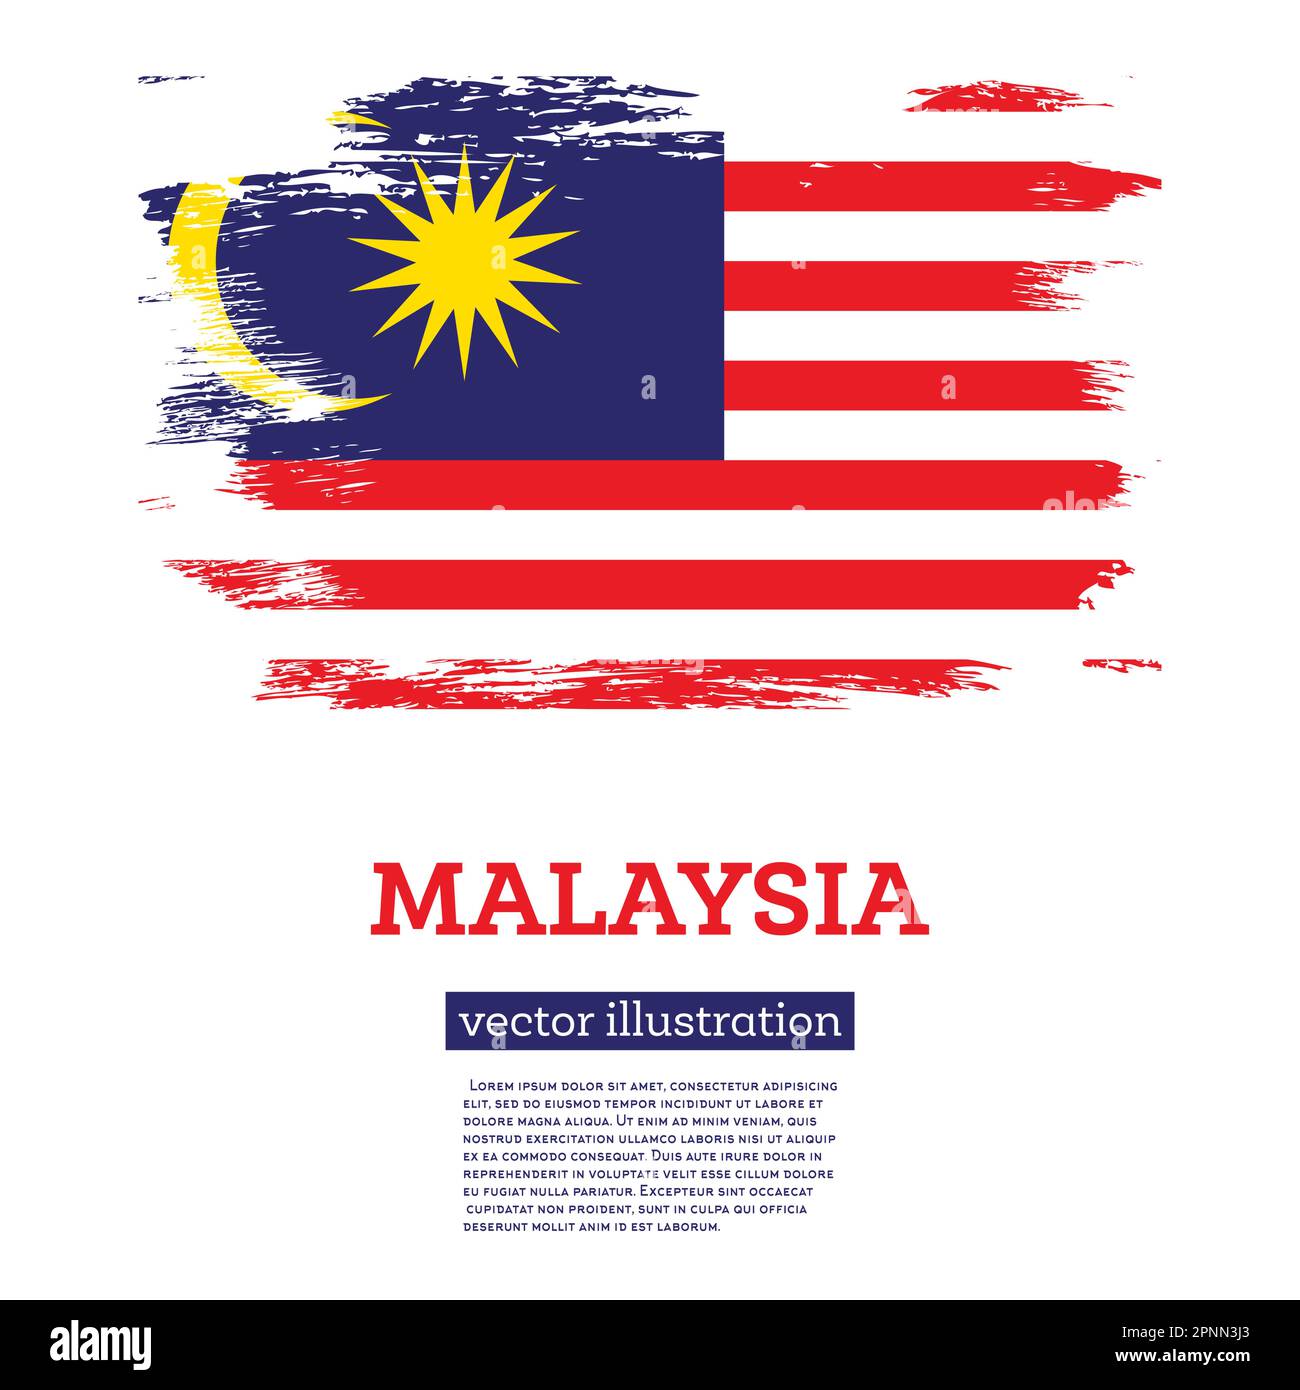 MALAYSIA
vector illustration
Lorem ipsum dolor sit amet, consectetur adipisicing
elit, sed do eiusmod tempor incididunt ut labore et
dolore magna aliqua. Ut enim ad minim veniam, quis
nostrud exercitation ullamco laboris nisi ut aliquip
ex ea commodo consequat. Duis aute irure dolor in
reprehenderit in voluptate velit esse cillum dolore
eu fugiat nulla pariatur. Excepteur sint occaecat
cupidatat non proident, sunt in culpa qui officia
deserunt mollit anim id est laborum.
alamy
Image ID: 2PNN3J3
www.alamy.com